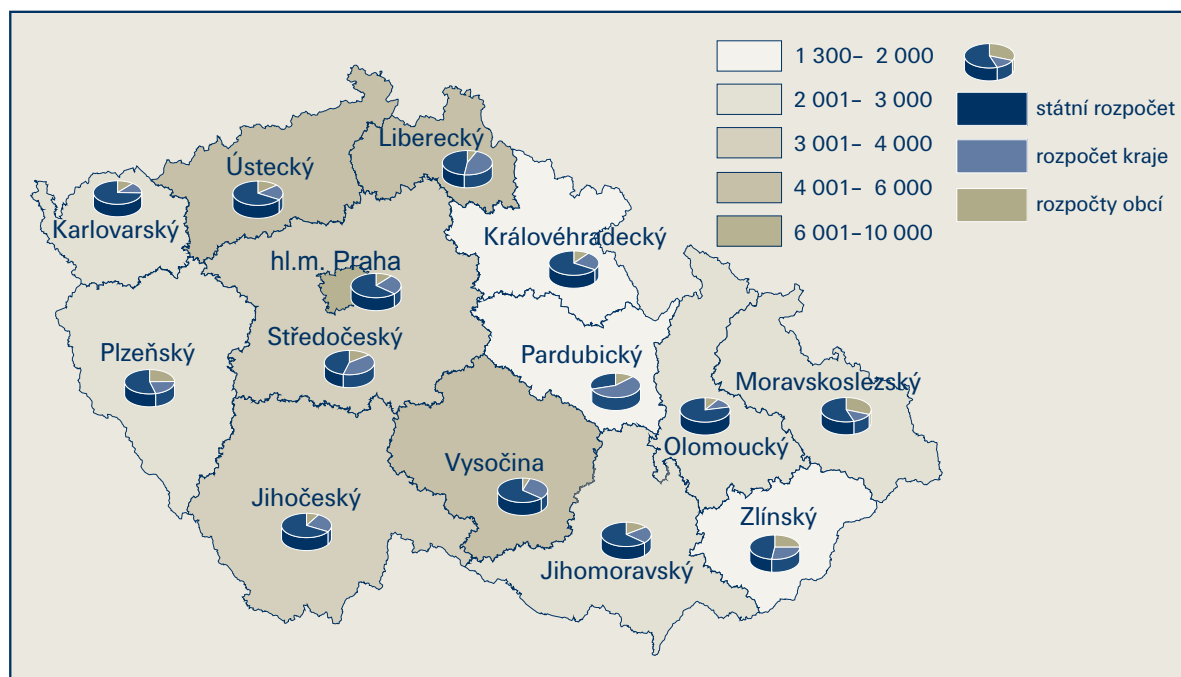 1 300– 2 000
2 001– 3 000
3 001– 4 000
4 001– 6 000
6 001–10 000
státní rozpočet
rozpočet kraje
rozpočty obcí
Liberecký
Ústecký
Karlovarský
Královéhradecký
hl.m. Praha
Středočeský
Plzeňský
Pardubický
Moravskoslezský
Olomoucký
Vysočina
Jihočeský
Zlínský
Jihomoravský